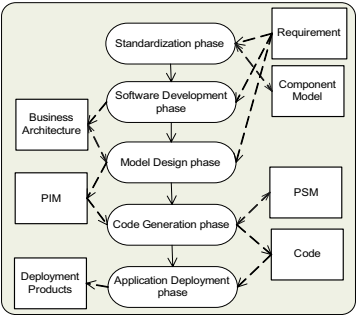 Requirement
Standardization phase
Component
Model
Software Development
phase
Business
Architecture
Model Design phase
PIM
PSM
Code Generation phase
Code
Deployment
Products
Application Deployment
phase